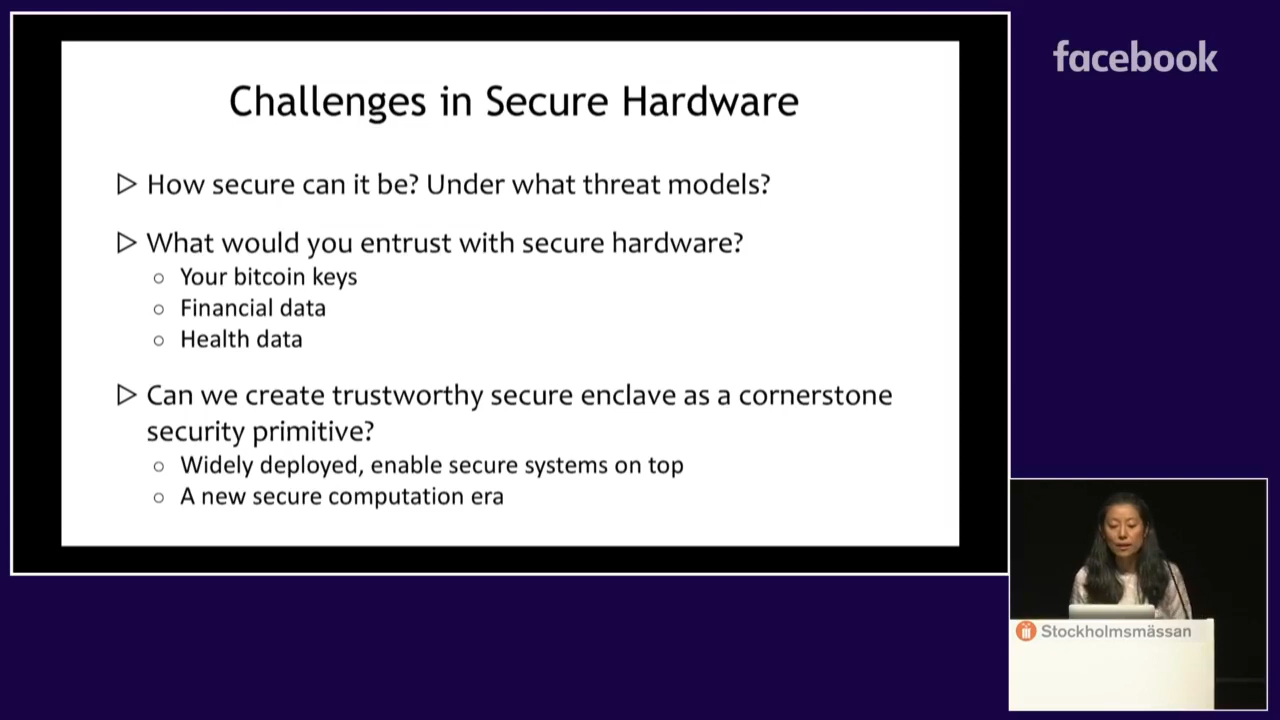 facebook
Challenges in Secure Hardware
▷ How secure can it be? Under what threat models?
▷ What would you entrust with secure hardware?
○ Your bitcoin keys
○ Financial data
○ Health data
▷ Can we create trustworthy secure enclave as a cornerstone
security primitive?
○ Widely deployed, enable secure systems on top
○ A new secure computation era
Stockholmsmässan